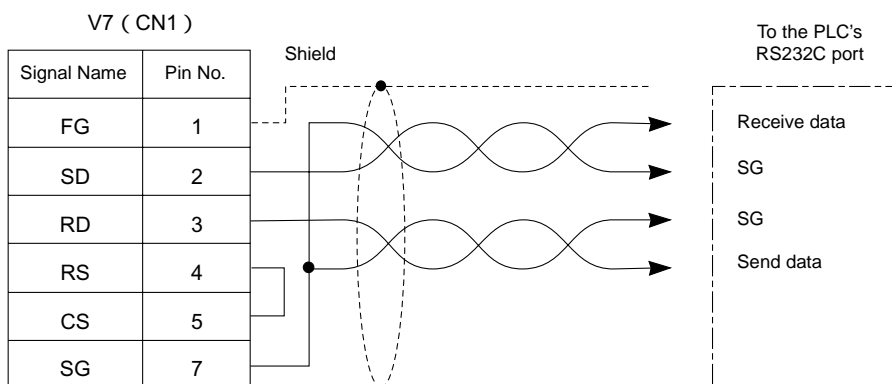 V7 ( CN1 )
To the PLC's
RS232C port
Shield
Signal Name Pin No.
FG 1
Receive data
SD 2
SG
RD 3
SG
RS 4
Send data
CS 5
SG 7